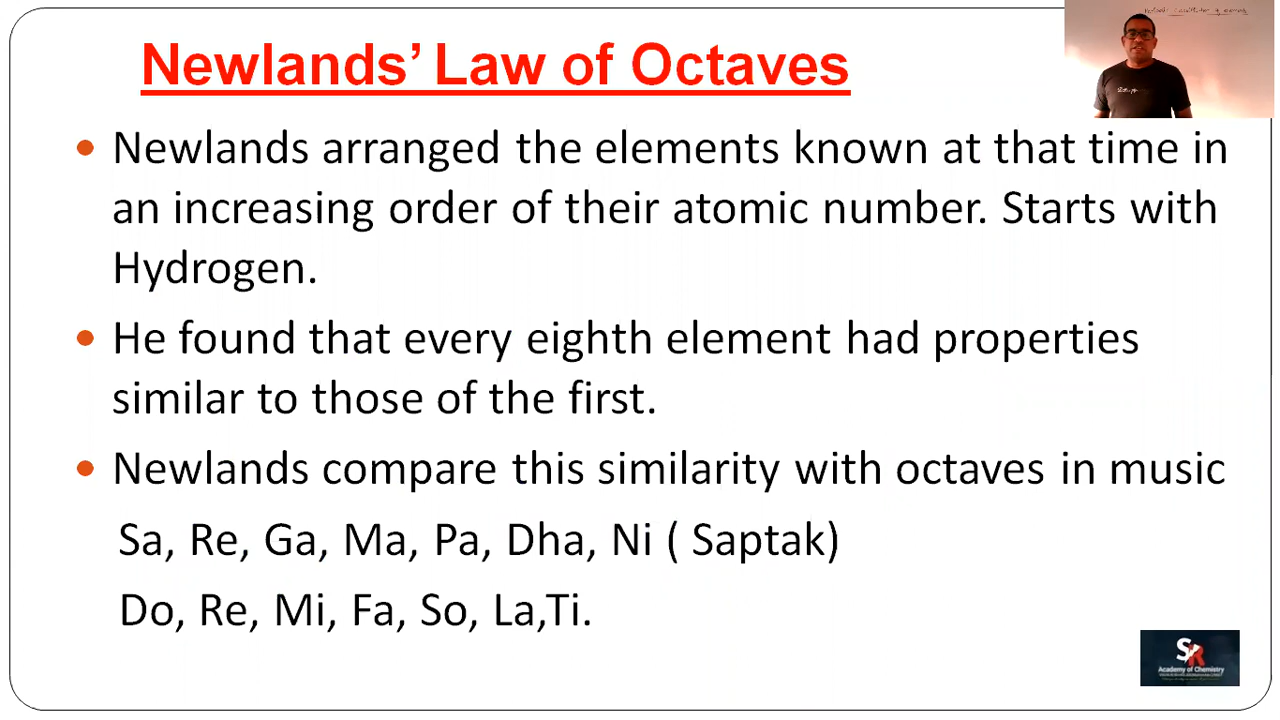 Newlands' Law of Octaves
• Newlands arranged the elements known at that time in
an increasing order of their atomic number. Starts with
Hydrogen.
• He found that every eighth element had properties
similar to those of the first.
• Newlands compare this similarity with octaves in music
Sa, Re, Ga, Ma, Pa, Dha, Ni ( Saptak)
Do, Re, Mi, Fa, So, La,Ti.
SR
Academy of Chemistry